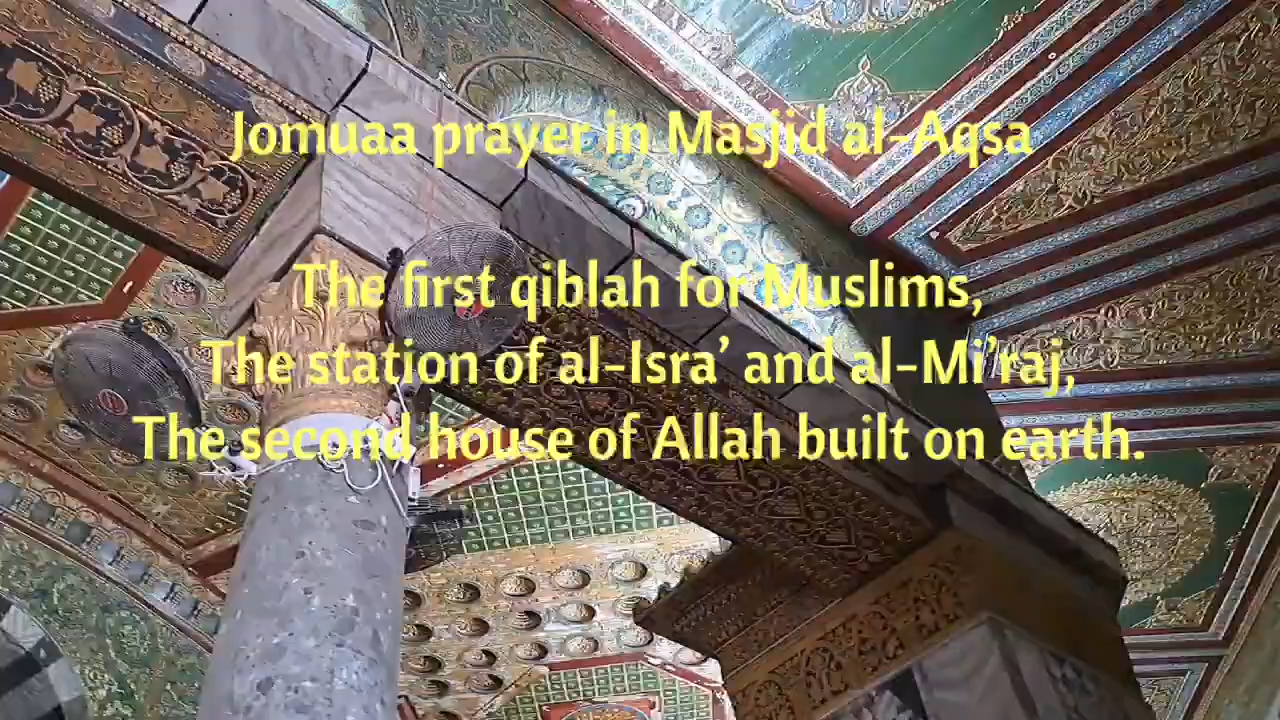 Jomuaa prayer in Masjid al-Aqsa
The first qiblah for Muslims,
The station of al-Isra’ and al-Mi’raj,
The second house of Allah built on earth.